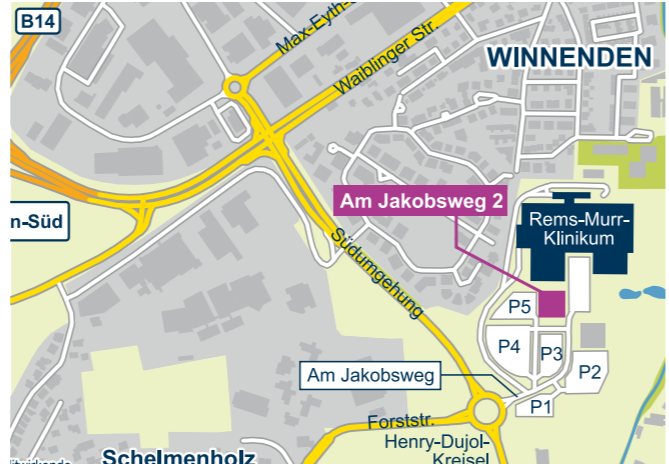 B14
Max-Eyth-
Waiblinger Str.
WINNENDEN
Am Jakobsweg 2
n-Süd
Rems-Murr-
Klinikum
Südumgehung
P5
P4
P3
P2
P1
Am Jakobsweg
Forststr.
Henry-Dujol-
Kreisel
Schelmenholz